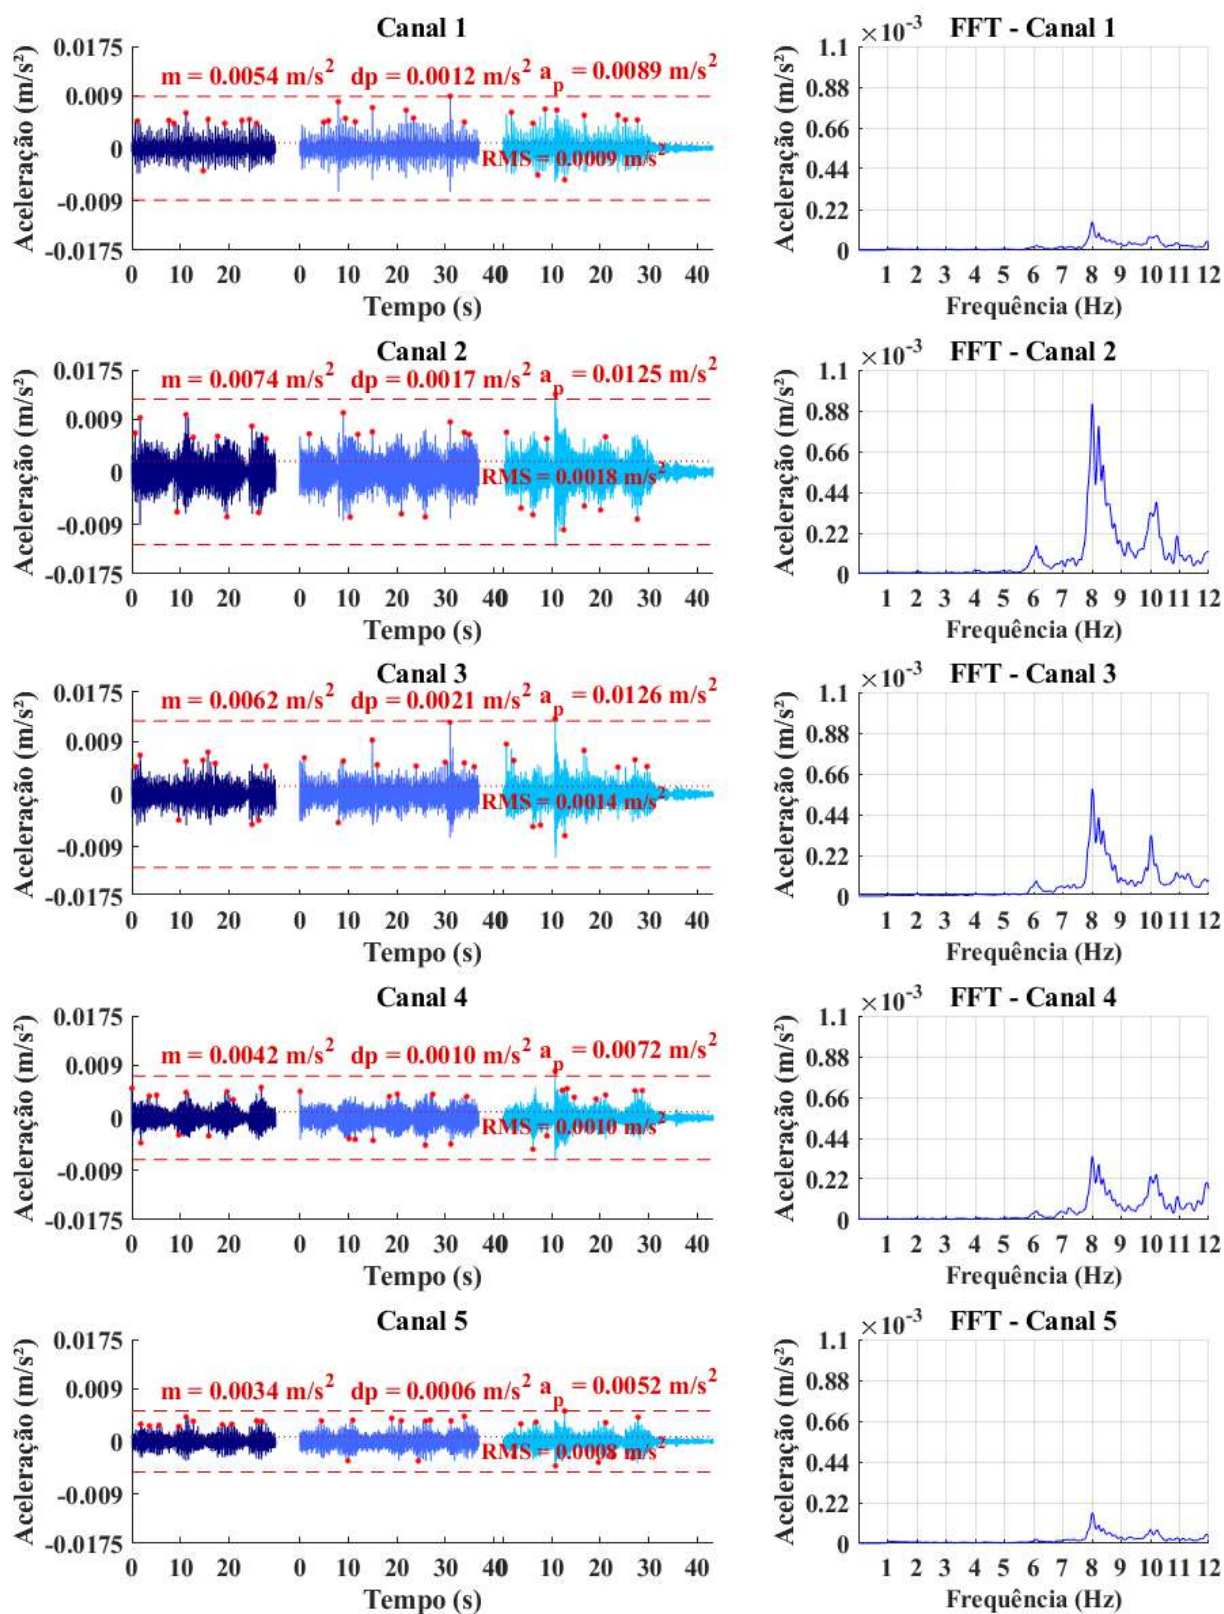 Canal 1
0.0175
0.009
0
-0.009
-0.0175
Aceleração (m/s²)
m = 0.0054 m/s² dp = 0.0012 m/s² a_p = 0.0089 m/s²
RMS = 0.0009 m/s²
0 10 20 0 10 20 30 40 0 10 20 30 40
Tempo (s)
×10⁻³ FFT - Canal 1
1.1
0.88
0.66
0.44
0.22
0
Aceleração (m/s²)
1 2 3 4 5 6 7 8 9 10 11 12
Frequência (Hz)
Canal 2
0.0175
0.009
0
-0.009
-0.0175
Aceleração (m/s²)
m = 0.0074 m/s² dp = 0.0017 m/s² a_p = 0.0125 m/s²
RMS = 0.0018 m/s²
0 10 20 0 10 20 30 40 0 10 20 30 40
Tempo (s)
×10⁻³ FFT - Canal 2
1.1
0.88
0.66
0.44
0.22
0
Aceleração (m/s²)
1 2 3 4 5 6 7 8 9 10 11 12
Frequência (Hz)
Canal 3
0.0175
0.009
0
-0.009
-0.0175
Aceleração (m/s²)
m = 0.0062 m/s² dp = 0.0021 m/s² a_p = 0.0126 m/s²
RMS = 0.0014 m/s²
0 10 20 0 10 20 30 40 0 10 20 30 40
Tempo (s)
×10⁻³ FFT - Canal 3
1.1
0.88
0.66
0.44
0.22
0
Aceleração (m/s²)
1 2 3 4 5 6 7 8 9 10 11 12
Frequência (Hz)
Canal 4
0.0175
0.009
0
-0.009
-0.0175
Aceleração (m/s²)
m = 0.0042 m/s² dp = 0.0010 m/s² a_p = 0.0072 m/s²
RMS = 0.0010 m/s²
0 10 20 0 10 20 30 40 0 10 20 30 40
Tempo (s)
×10⁻³ FFT - Canal 4
1.1
0.88
0.66
0.44
0.22
0
Aceleração (m/s²)
1 2 3 4 5 6 7 8 9 10 11 12
Frequência (Hz)
Canal 5
0.0175
0.009
0
-0.009
-0.0175
Aceleração (m/s²)
m = 0.0034 m/s² dp = 0.0006 m/s² a_p = 0.0052 m/s²
RMS = 0.0008 m/s²
0 10 20 0 10 20 30 40 0 10 20 30 40
Tempo (s)
×10⁻³ FFT - Canal 5
1.1
0.88
0.66
0.44
0.22
0
Aceleração (m/s²)
1 2 3 4 5 6 7 8 9 10 11 12
Frequência (Hz)